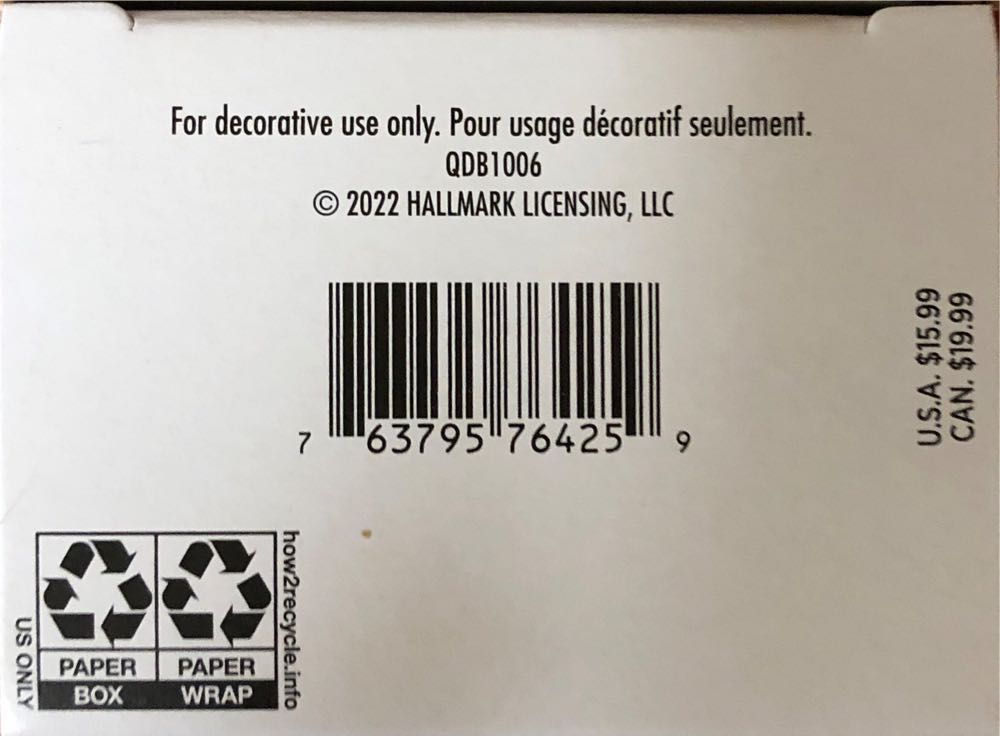 For decorative use only. Pour usage décoratif seulement.
QDB1006
© 2022 HALLMARK LICENSING, LLC
7 63795 76425 9
U.S.A. $15.99
CAN. $19.99
how2recycle.info
US ONLY
PAPER PAPER
BOX WRAP